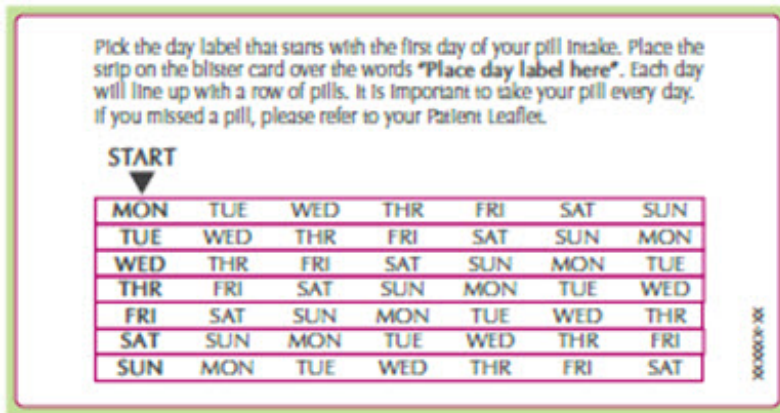 Pick the day label that starts with the first day of your pill intake. Place the
strip on the blister card over the words "Place day label here". Each day
will line up with a row of pills. It is important to take your pill every day.
If you missed a pill, please refer to your Patient Leaflet.
START
MON TUE WED THR FRI SAT SUN
TUE WED THR FRI SAT SUN MON
WED THR FRI SAT SUN MON TUE
THR FRI SAT SUN MON TUE WED
FRI SAT SUN MON TUE WED THR
SAT SUN MON TUE WED THR FRI
SUN MON TUE WED THR FRI SAT